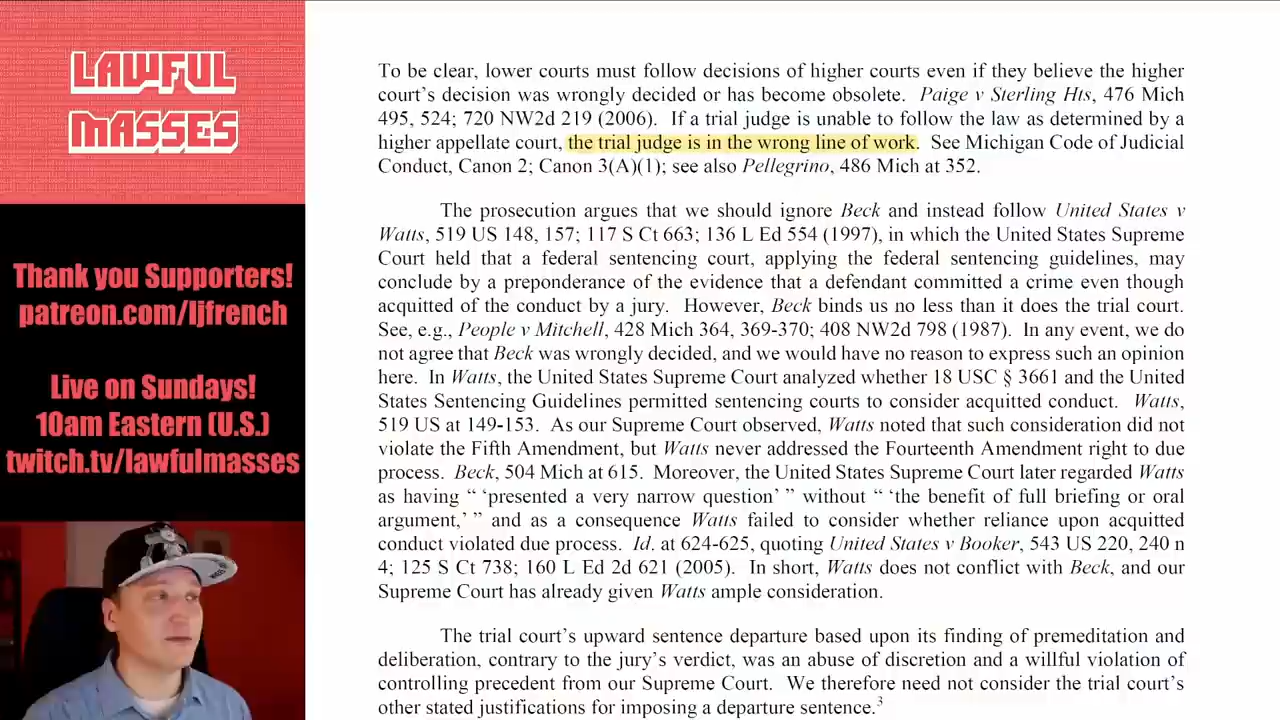 LAWFUL
MASSES
Thank you Supporters!
patreon.com/ljfrench
Live on Sundays!
10am Eastern (U.S.)
twitch.tv/lawfulmasses
To be clear, lower courts must follow decisions of higher courts even if they believe the higher
court’s decision was wrongly decided or has become obsolete. Paige v Sterling Hts, 476 Mich
495, 524; 720 NW2d 219 (2006). If a trial judge is unable to follow the law as determined by a
higher appellate court, the trial judge is in the wrong line of work. See Michigan Code of Judicial
Conduct, Canon 2; Canon 3(A)(1); see also Pellegrino, 486 Mich at 352.
The prosecution argues that we should ignore Beck and instead follow United States v
Watts, 519 US 148, 157; 117 S Ct 663; 136 L Ed 554 (1997), in which the United States Supreme
Court held that a federal sentencing court, applying the federal sentencing guidelines, may
conclude by a preponderance of the evidence that a defendant committed a crime even though
acquitted of the conduct by a jury. However, Beck binds us no less than it does the trial court.
See, e.g., People v Mitchell, 428 Mich 364, 369-370; 408 NW2d 798 (1987). In any event, we do
not agree that Beck was wrongly decided, and we would have no reason to express such an opinion
here. In Watts, the United States Supreme Court analyzed whether 18 USC § 3661 and the United
States Sentencing Guidelines permitted sentencing courts to consider acquitted conduct. Watts,
519 US at 149-153. As our Supreme Court observed, Watts noted that such consideration did not
violate the Fifth Amendment, but Watts never addressed the Fourteenth Amendment right to due
process. Beck, 504 Mich at 615. Moreover, the United States Supreme Court later regarded Watts
as having “ ‘presented a very narrow question’ ” without “ ‘the benefit of full briefing or oral
argument,’ ” and as a consequence Watts failed to consider whether reliance upon acquitted
conduct violated due process. Id. at 624-625, quoting United States v Booker, 543 US 220, 240 n
4; 125 S Ct 738; 160 L Ed 2d 621 (2005). In short, Watts does not conflict with Beck, and our
Supreme Court has already given Watts ample consideration.
The trial court’s upward sentence departure based upon its finding of premeditation and
deliberation, contrary to the jury’s verdict, was an abuse of discretion and a willful violation of
controlling precedent from our Supreme Court. We therefore need not consider the trial court’s
other stated justifications for imposing a departure sentence.3